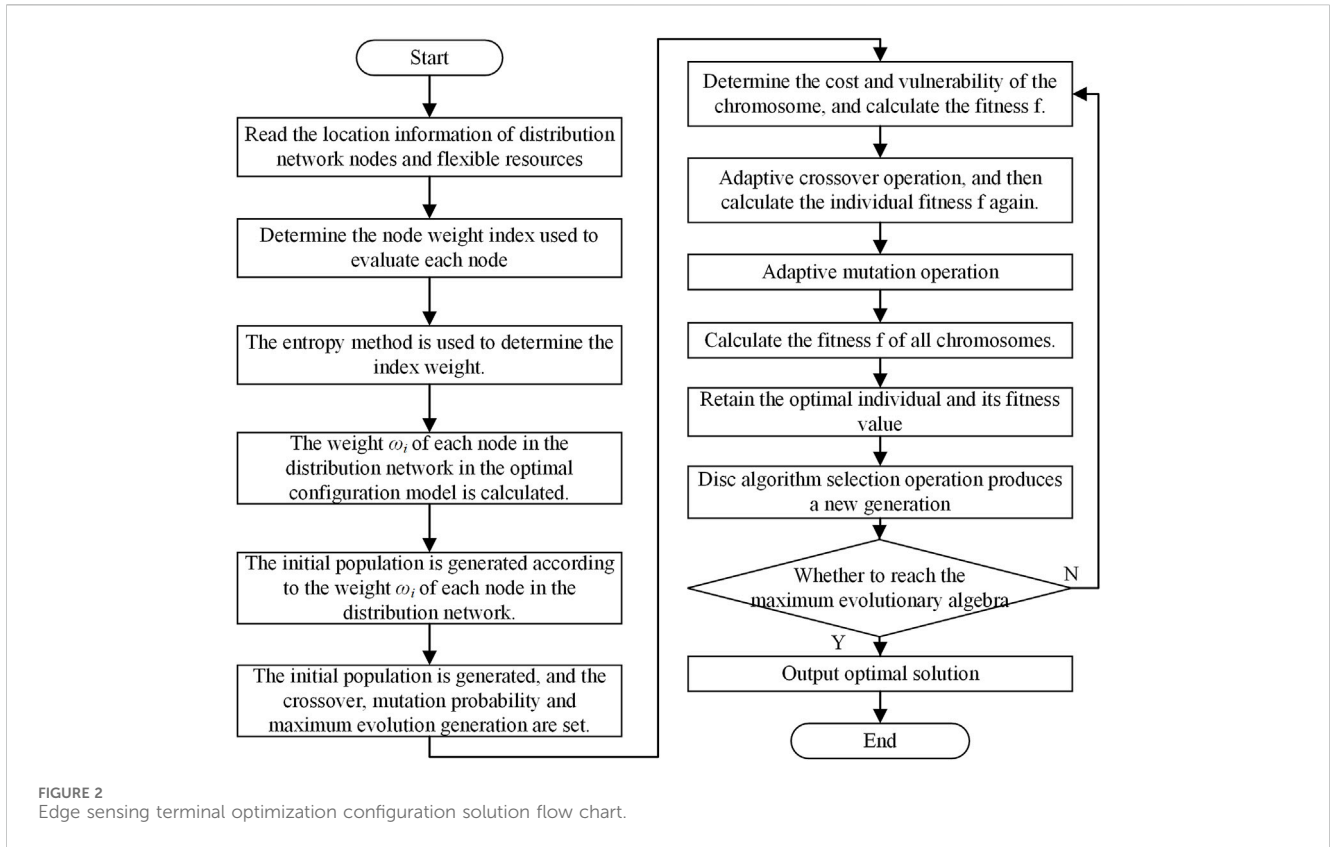 Start
Read the location information of distribution
network nodes and flexible resources
Determine the node weight index used to
evaluate each node
The entropy method is used to determine the
index weight.
The weight ωi of each node in the
distribution network in the optimal
configuration model is calculated.
The initial population is generated according
to the weight ωi of each node in the
distribution network.
The initial population is generated, and the
crossover, mutation probability and
maximum evolution generation are set.
Determine the cost and vulnerability of the
chromosome, and calculate the fitness f.
Adaptive crossover operation, and then
calculate the individual fitness f again.
Adaptive mutation operation
Calculate the fitness f of all chromosomes.
Retain the optimal individual and its fitness
value
Disc algorithm selection operation produces
a new generation
Whether to reach the
maximum evolutionary algebra
N
Y
Output optimal solution
End
FIGURE 2
Edge sensing terminal optimization configuration solution flow chart.